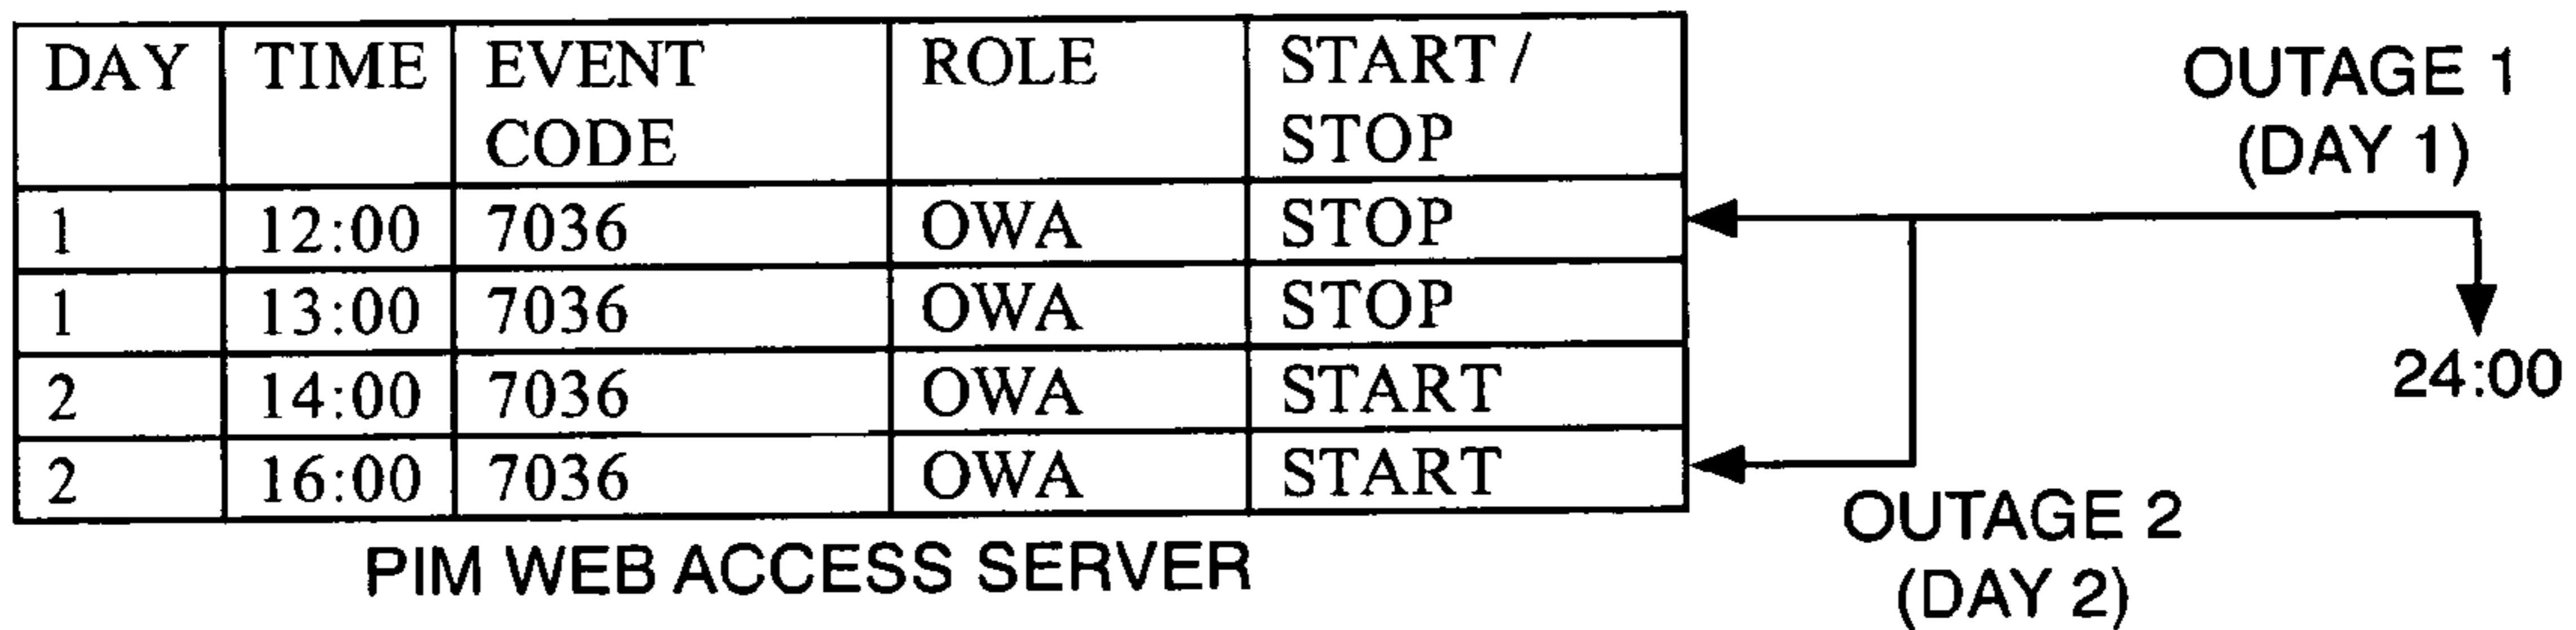 DAY TIME EVENT CODE ROLE START / STOP
1 12:00 7036 OWA STOP
1 13:00 7036 OWA STOP
2 14:00 7036 OWA START
2 16:00 7036 OWA START
PIM WEB ACCESS SERVER
OUTAGE 1
(DAY 1)
24:00
OUTAGE 2
(DAY 2)